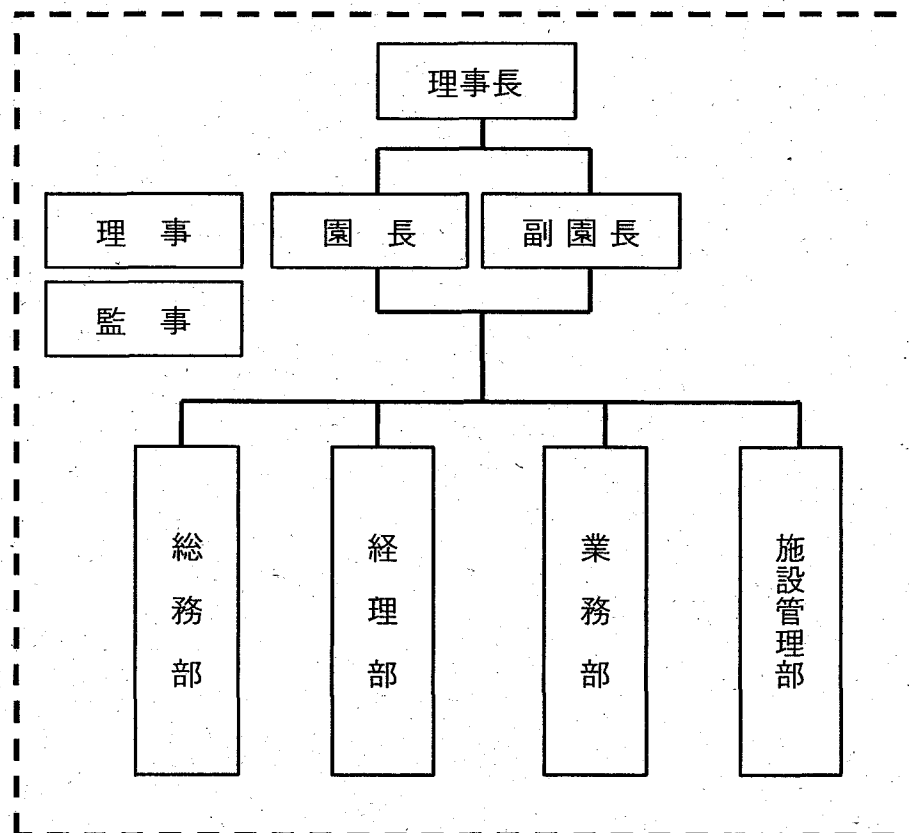 理事長
理事
園長
副園長
監事
総務部
経理部
業務部
施設管理部